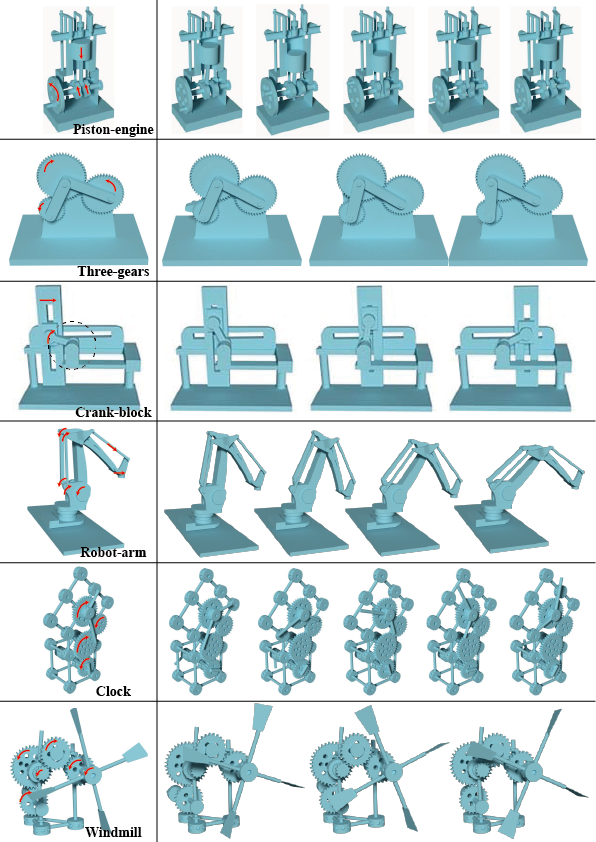 Piston-engine
Three-gears
Crank-block
Robot-arm
Clock
Windmill